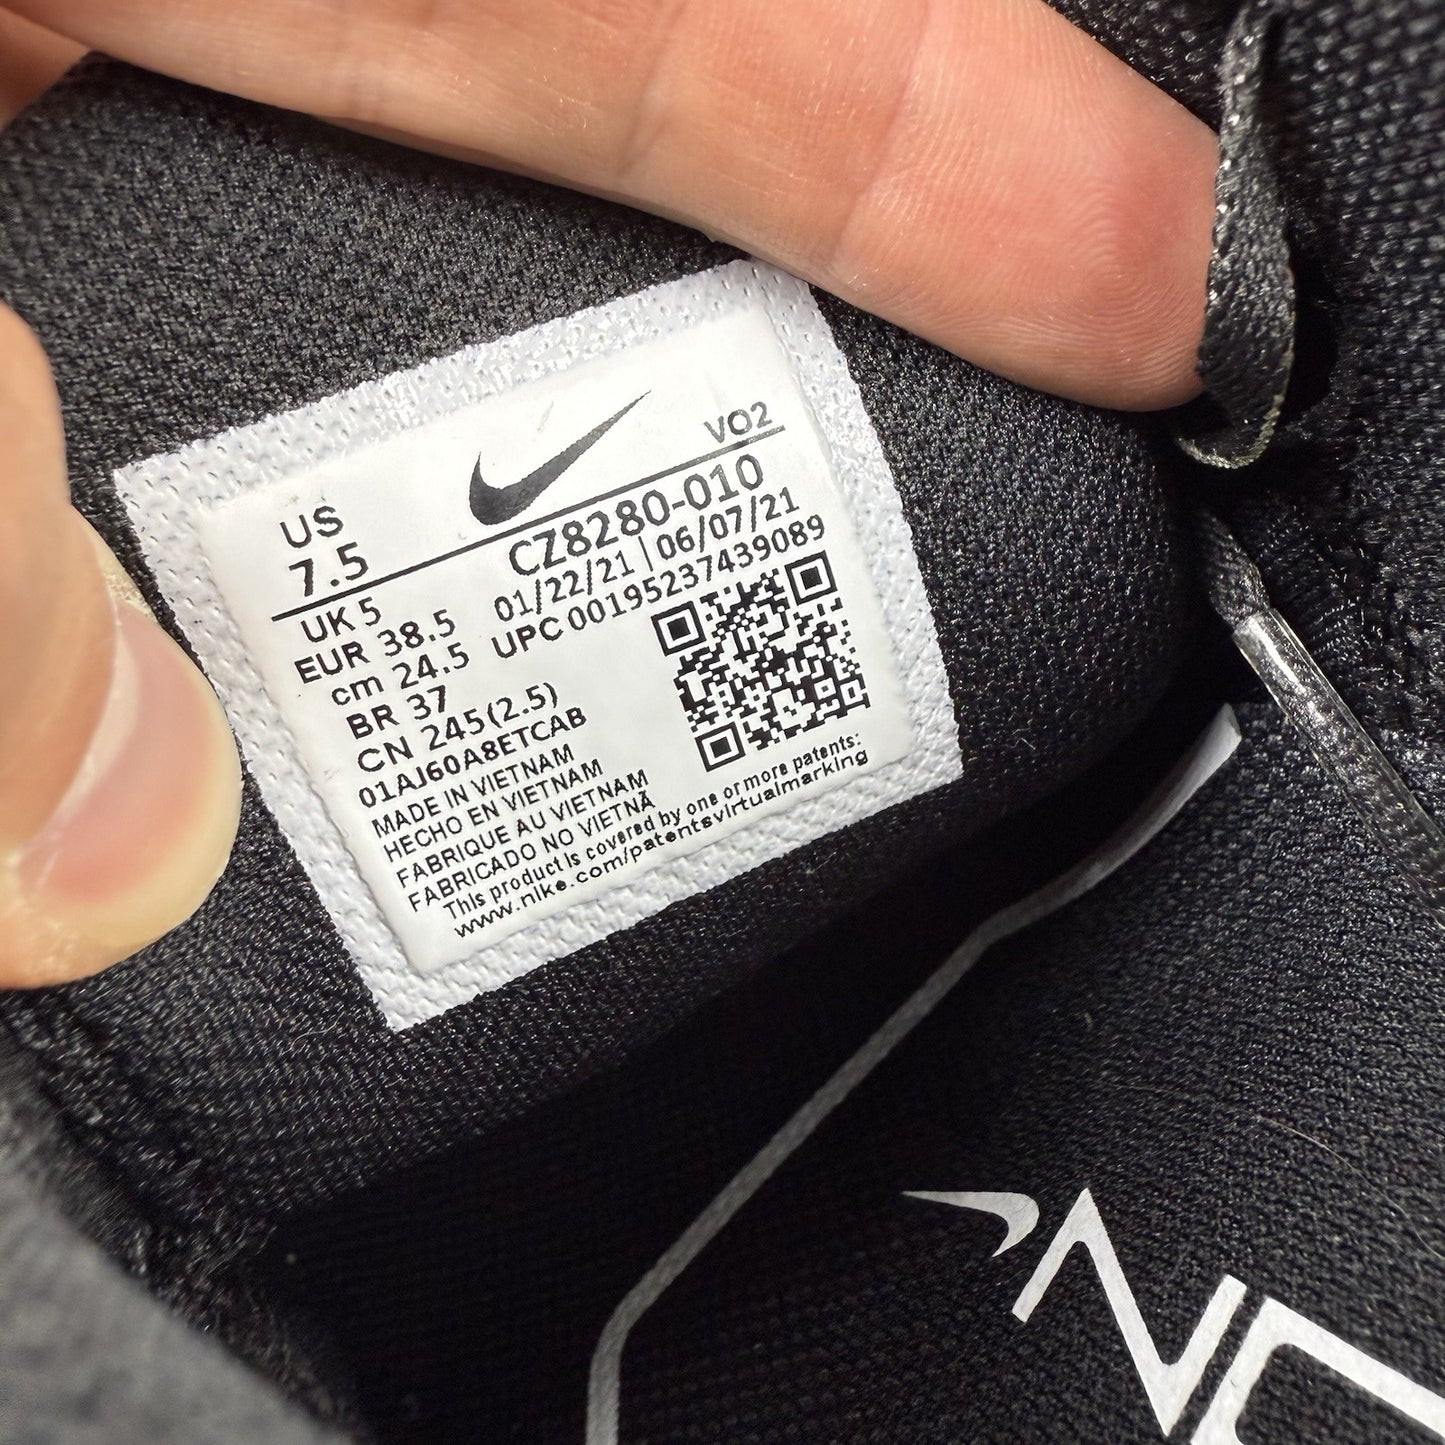 VO2
US
7.5
CZ8280-010
01/22/21 | 06/07/21
UPC 00195237439089
UK 5
EUR 38.5
cm 24.5
BR 37
CN 245(2.5)
01AJ60A8ETCAB
MADE IN VIETNAM
HECHO EN VIETNAM
FABRIQUE AU VIETNAM
FABRICADO NO VIETNÃ
This product is covered by one or more patents:
www.nike.com/patentsvirtualmarking